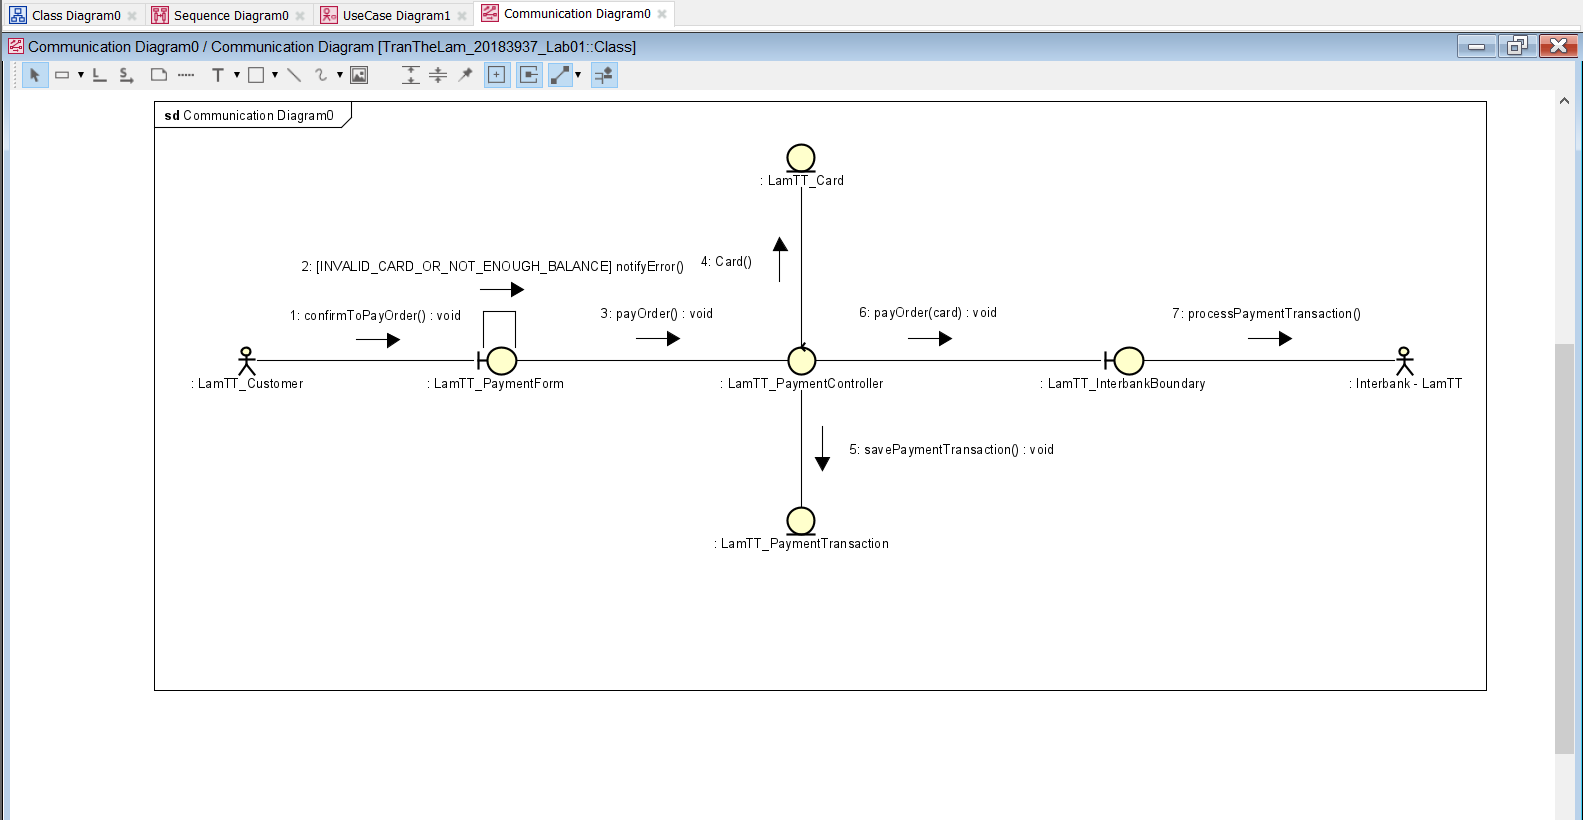 Class Diagram0 Sequence Diagram0 UseCase Diagram1 Communication Diagram0
Communication Diagram0 / Communication Diagram [TranTheLam_20183937_Lab01::Class]
sd Communication Diagram0
: LamTT_Card
2: [INVALID_CARD_OR_NOT_ENOUGH_BALANCE] notifyError()
4: Card()
1: confirmToPayOrder() : void
3: payOrder() : void
6: payOrder(card) : void
7: processPaymentTransaction()
: LamTT_Customer
: LamTT_PaymentForm
: LamTT_PaymentController
: LamTT_InterbankBoundary
: Interbank - LamTT
5: savePaymentTransaction() : void
: LamTT_PaymentTransaction